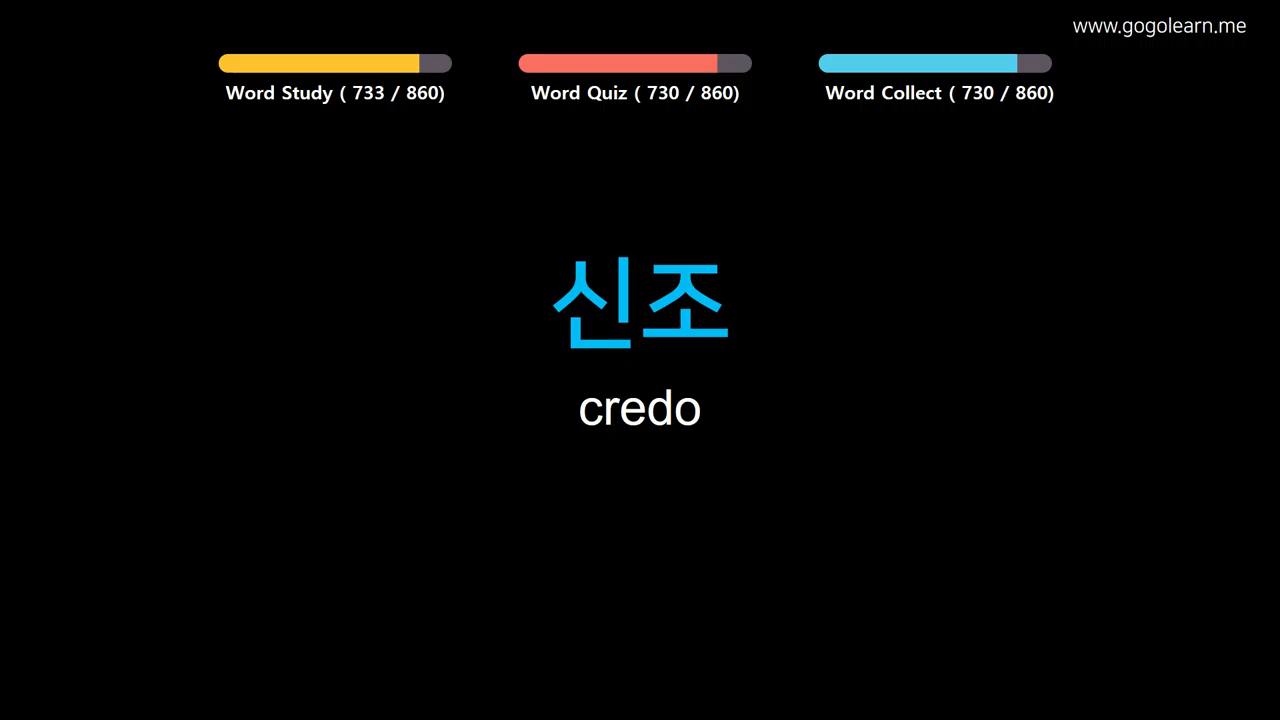 www.gogolearn.me
Word Study ( 733 / 860)
Word Quiz ( 730 / 860)
Word Collect ( 730 / 860)
신조
credo